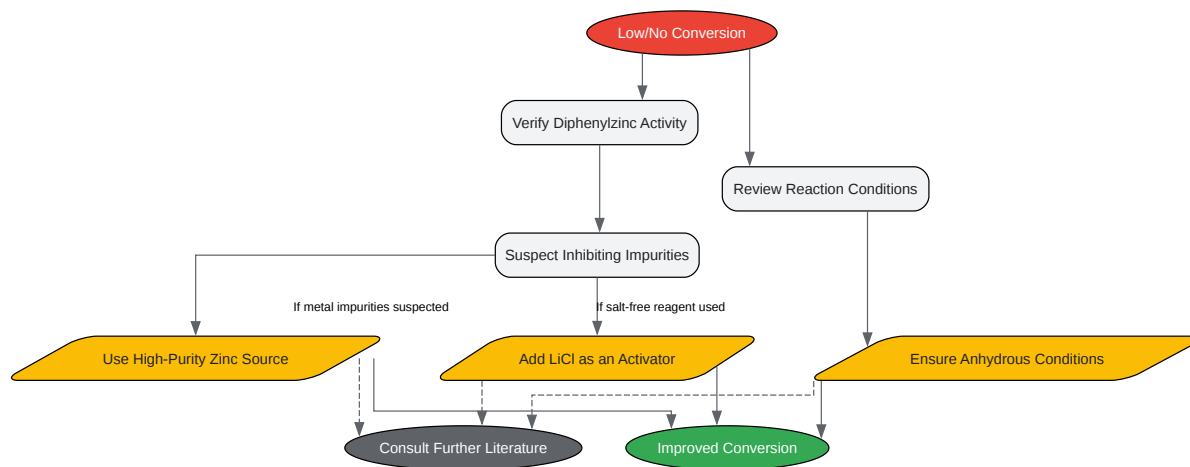 Low/No Conversion
Verify Diphenylzinc Activity
Review Reaction Conditions
Suspect Inhibiting Impurities
If metal impurities suspected
If salt-free reagent used
Use High-Purity Zinc Source
Add LiCl as an Activator
Ensure Anhydrous Conditions
Consult Further Literature
Improved Conversion